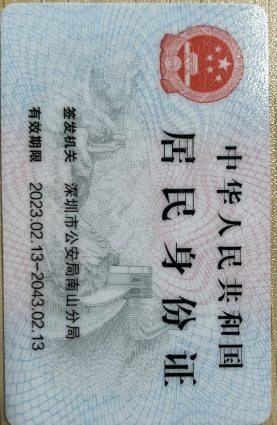 中华人民共和国
居民身份证
签发机关 深圳市公安局南山分局
有效期限 2023.02.13-2043.02.13